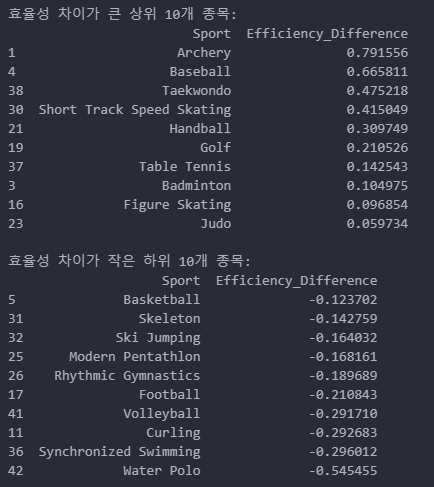 효율성 차이가 큰 상위 10개 종목:
Sport Efficiency_Difference
1 Archery 0.791556
4 Baseball 0.665811
38 Taekwondo 0.475218
30 Short Track Speed Skating 0.415049
21 Handball 0.309749
19 Golf 0.210526
37 Table Tennis 0.142543
3 Badminton 0.104975
16 Figure Skating 0.096854
23 Judo 0.059734
효율성 차이가 작은 하위 10개 종목:
Sport Efficiency_Difference
5 Basketball -0.123702
31 Skeleton -0.142759
32 Ski Jumping -0.164032
25 Modern Pentathlon -0.168161
26 Rhythmic Gymnastics -0.189689
17 Football -0.210843
41 Volleyball -0.291710
11 Curling -0.292683
36 Synchronized Swimming -0.296012
42 Water Polo -0.545455